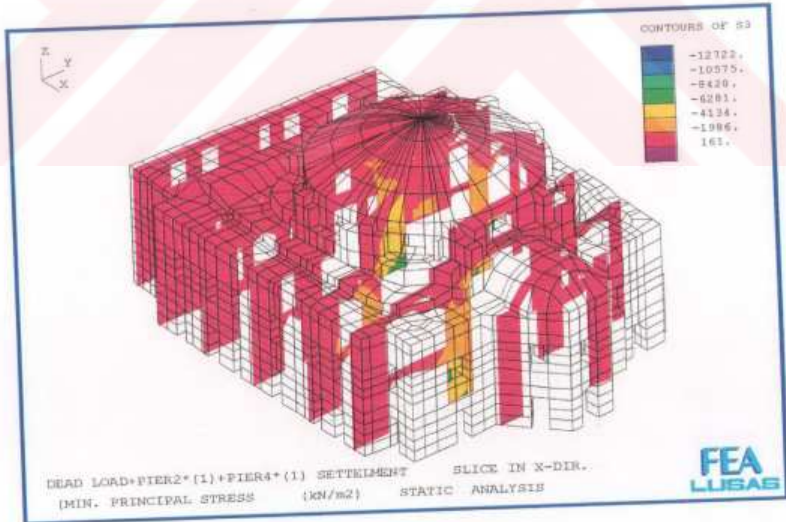 CONTOURS OF S3
-12722.
-10575.
-8428.
-6281.
-4134.
-1986.
161.
Z
Y
X
DEAD LOAD+PIER2*(1)+PIER4*(1) SETTELMENT SLICE IN X-DIR.
(MIN. PRINCIPAL STRESS (kN/m2) STATIC ANALYSIS
FEA
LUSAS